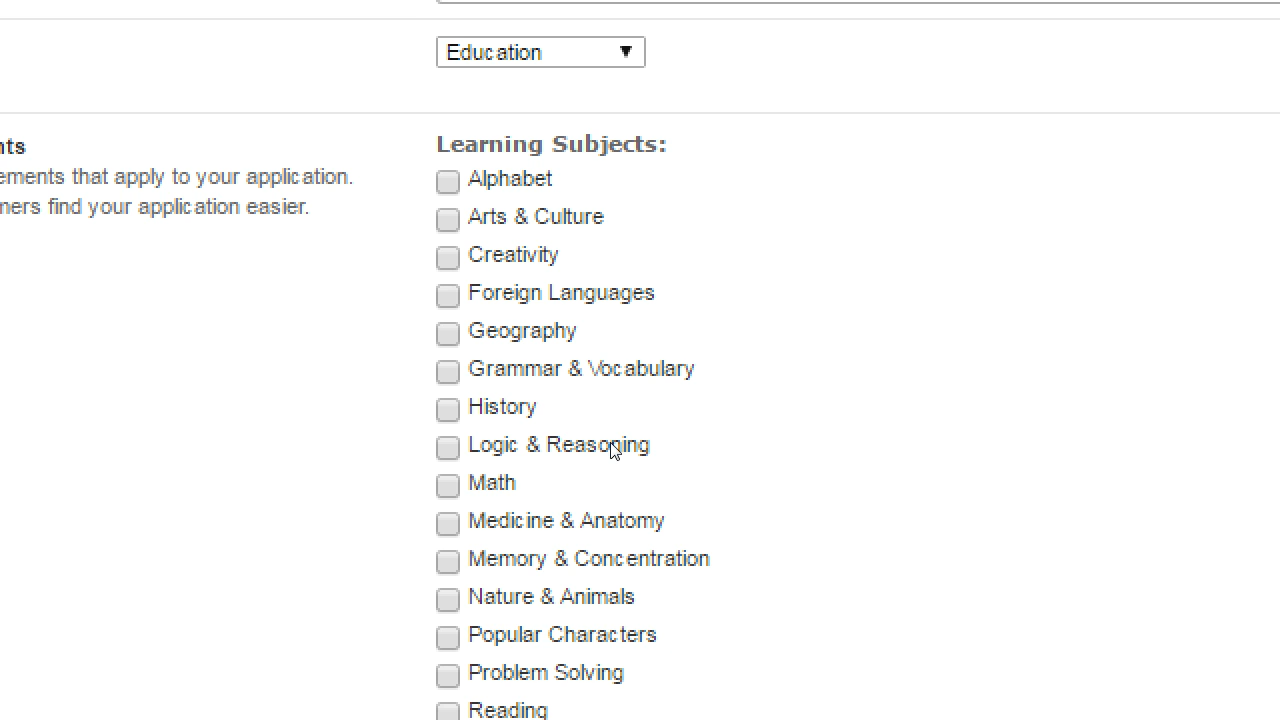 Education
Learning Subjects:
nts
ements that apply to your application.
mers find your application easier.
Alphabet
Arts & Culture
Creativity
Foreign Languages
Geography
Grammar & Vocabulary
History
Logic & Reasoning
Math
Medicine & Anatomy
Memory & Concentration
Nature & Animals
Popular Characters
Problem Solving
Reading